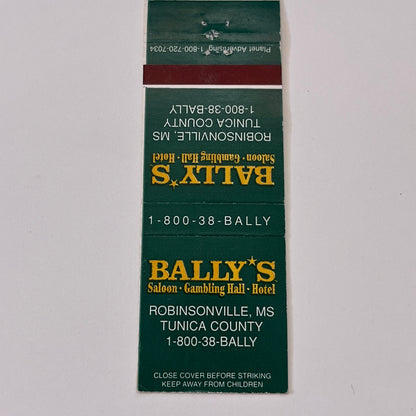 Planet Advertising 1-800-720-7034
BALLY'S
Saloon · Gambling Hall · Hotel
ROBINSONVILLE, MS
TUNICA COUNTY
1-800-38-BALLY
1-800-38-BALLY
BALLY'S
Saloon · Gambling Hall · Hotel
ROBINSONVILLE, MS
TUNICA COUNTY
1-800-38-BALLY
CLOSE COVER BEFORE STRIKING
KEEP AWAY FROM CHILDREN